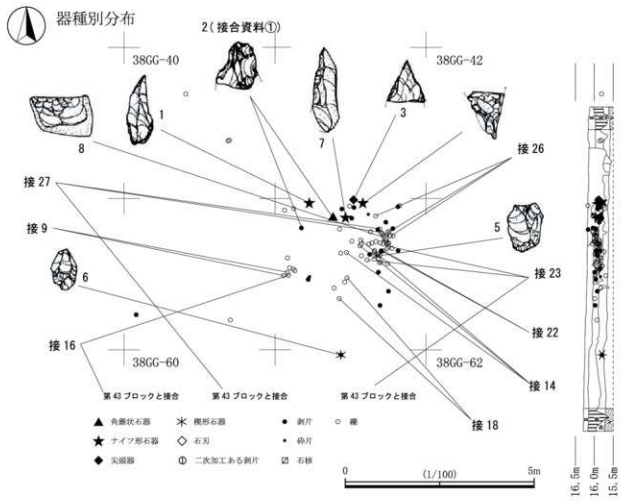 器種別分布
2(接合資料①)
38GG-40
38GG-42
1
3
7
8
接 26
接 27
5
接 9
接 23
6
接 22
接 16
38GG-60
38GG-62
接 14
第 43 ブロックと接合
第 43 ブロックと接合
第 43 ブロックと接合
接 18
▲ 角錐状石器
楔形石器
● 剥片
○ 礫
★ ナイフ形石器
◇ 石刃
・ 砕片
◆ 尖頭器
二次加工ある剥片
石核
0 (1/100) 5m
16.5m
16.0m
15.5m